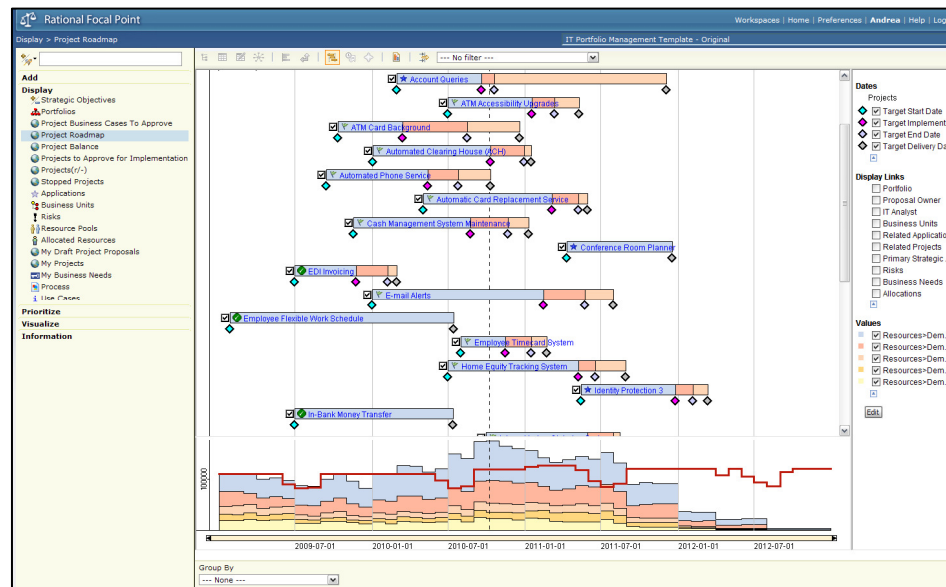 Rational Focal Point
Workspaces | Home | Preferences | Andrea | Help | Log
Display > Project Roadmap
IT Portfolio Management Template - Original
--- No filter ---
Add
Display
Strategic Objectives
Portfolios
Project Business Cases To Approve
Project Roadmap
Project Balance
Projects to Approve for Implementation
Projects(r/-)
Stopped Projects
Applications
Business Units
Risks
Resource Pools
Allocated Resources
My Draft Project Proposals
My Projects
My Business Needs
Process
Use Cases
Prioritize
Visualize
Information
Account Queries
ATM Accessibility Upgrades
ATM Card Background
Automated Clearing House (ACH)
Automated Phone Service
Automatic Card Replacement Service
Cash Management System Maintenance
Conference Room Planner
EDI Invoicing
E-mail Alerts
Employee Flexible Work Schedule
Employee Timecard System
Home Equity Tracking System
Identity Protection 3
In-Bank Money Transfer
100000
2009-07-01 2010-01-01 2010-07-01 2011-01-01 2011-07-01 2012-01-01 2012-07-01
Group By
--- None ---
Dates
Projects
Target Start Date
Target Implement
Target End Date
Target Delivery Da
Display Links
Portfolio
Proposal Owner
IT Analyst
Business Units
Related Applicatio
Related Projects
Primary Strategic
Risks
Business Needs
Allocations
Values
Resources>Dem.
Resources>Dem.
Resources>Dem.
Resources>Dem.
Resources>Dem.
Edit